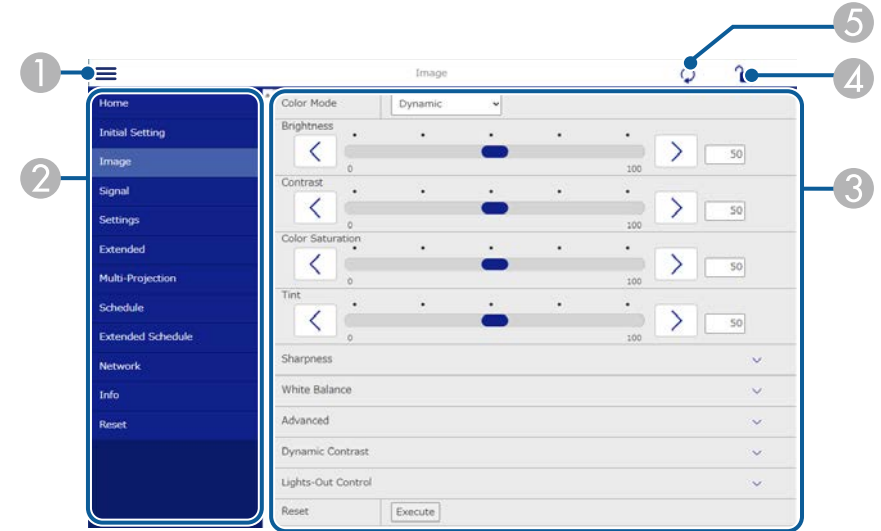 5
1
Image
4
Home
Color Mode
Dynamic
Initial Setting
Brightness
50
0
100
Image
2
3
Signal
Contrast
50
0
100
Settings
Color Saturation
Extended
50
0
100
Multi-Projection
Tint
Schedule
50
0
100
Extended Schedule
Sharpness
Network
White Balance
Info
Advanced
Reset
Dynamic Contrast
Lights-Out Control
Reset
Execute